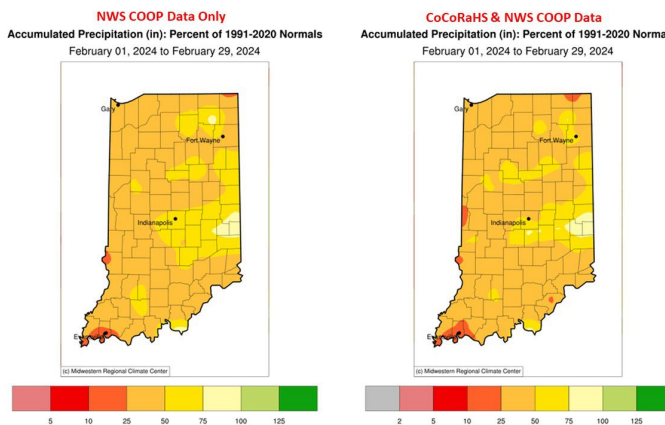 NWS COOP Data Only
Accumulated Precipitation (in): Percent of 1991-2020 Normals
February 01, 2024 to February 29, 2024
Gary
Fort Wayne
Indianapolis
(c) Midwestern Regional Climate Center
5 10 25 50 75 100 125
CoCoRaHS & NWS COOP Data
Accumulated Precipitation (in): Percent of 1991-2020 Norma
February 01, 2024 to February 29, 2024
Gary
Fort Wayne
Indianapolis
(c) Midwestern Regional Climate Center
2 5 10 25 50 75 100 125